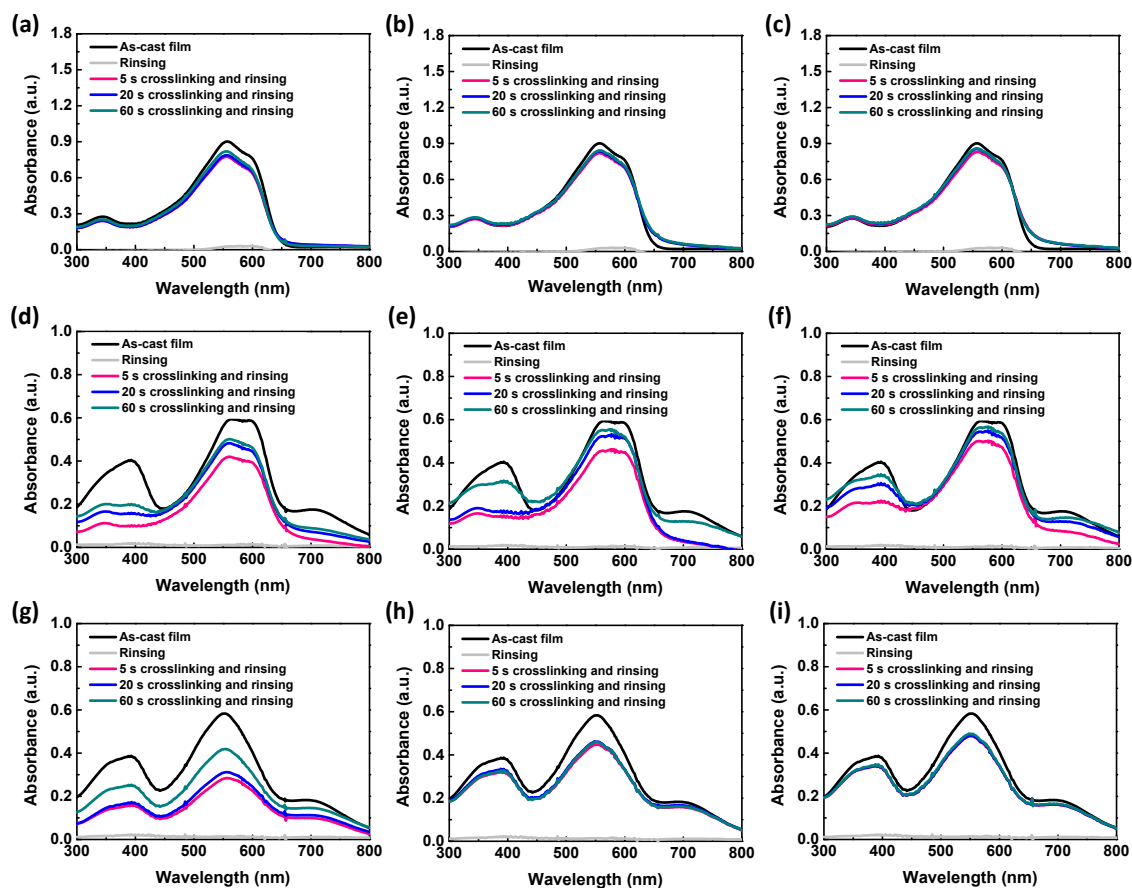 (a)
1.8
1.5
1.2
0.9
0.6
0.3
0.0
Absorbance (a.u.)
As-cast film
Rinsing
5 s crosslinking and rinsing
20 s crosslinking and rinsing
60 s crosslinking and rinsing
300 400 500 600 700 800
Wavelength (nm)
(b)
1.8
1.5
1.2
0.9
0.6
0.3
0.0
Absorbance (a.u.)
As-cast film
Rinsing
5 s crosslinking and rinsing
20 s crosslinking and rinsing
60 s crosslinking and rinsing
300 400 500 600 700 800
Wavelength (nm)
(c)
1.8
1.5
1.2
0.9
0.6
0.3
0.0
Absorbance (a.u.)
As-cast film
Rinsing
5 s crosslinking and rinsing
20 s crosslinking and rinsing
60 s crosslinking and rinsing
300 400 500 600 700 800
Wavelength (nm)
(d)
1.0
0.8
0.6
0.4
0.2
0.0
Absorbance (a.u.)
As-cast film
Rinsing
5 s crosslinking and rinsing
20 s crosslinking and rinsing
60 s crosslinking and rinsing
300 400 500 600 700 800
Wavelength (nm)
(e)
1.0
0.8
0.6
0.4
0.2
0.0
Absorbance (a.u.)
As-cast film
Rinsing
5 s crosslinking and rinsing
20 s crosslinking and rinsing
60 s crosslinking and rinsing
300 400 500 600 700 800
Wavelength (nm)
(f)
1.0
0.8
0.6
0.4
0.2
0.0
Absorbance (a.u.)
As-cast film
Rinsing
5 s crosslinking and rinsing
20 s crosslinking and rinsing
60 s crosslinking and rinsing
300 400 500 600 700 800
Wavelength (nm)
(g)
1.0
0.8
0.6
0.4
0.2
0.0
Absorbance (a.u.)
As-cast film
Rinsing
5 s crosslinking and rinsing
20 s crosslinking and rinsing
60 s crosslinking and rinsing
300 400 500 600 700 800
Wavelength (nm)
(h)
1.0
0.8
0.6
0.4
0.2
0.0
Absorbance (a.u.)
As-cast film
Rinsing
5 s crosslinking and rinsing
20 s crosslinking and rinsing
60 s crosslinking and rinsing
300 400 500 600 700 800
Wavelength (nm)
(i)
1.0
0.8
0.6
0.4
0.2
0.0
Absorbance (a.u.)
As-cast film
Rinsing
5 s crosslinking and rinsing
20 s crosslinking and rinsing
60 s crosslinking and rinsing
300 400 500 600 700 800
Wavelength (nm)